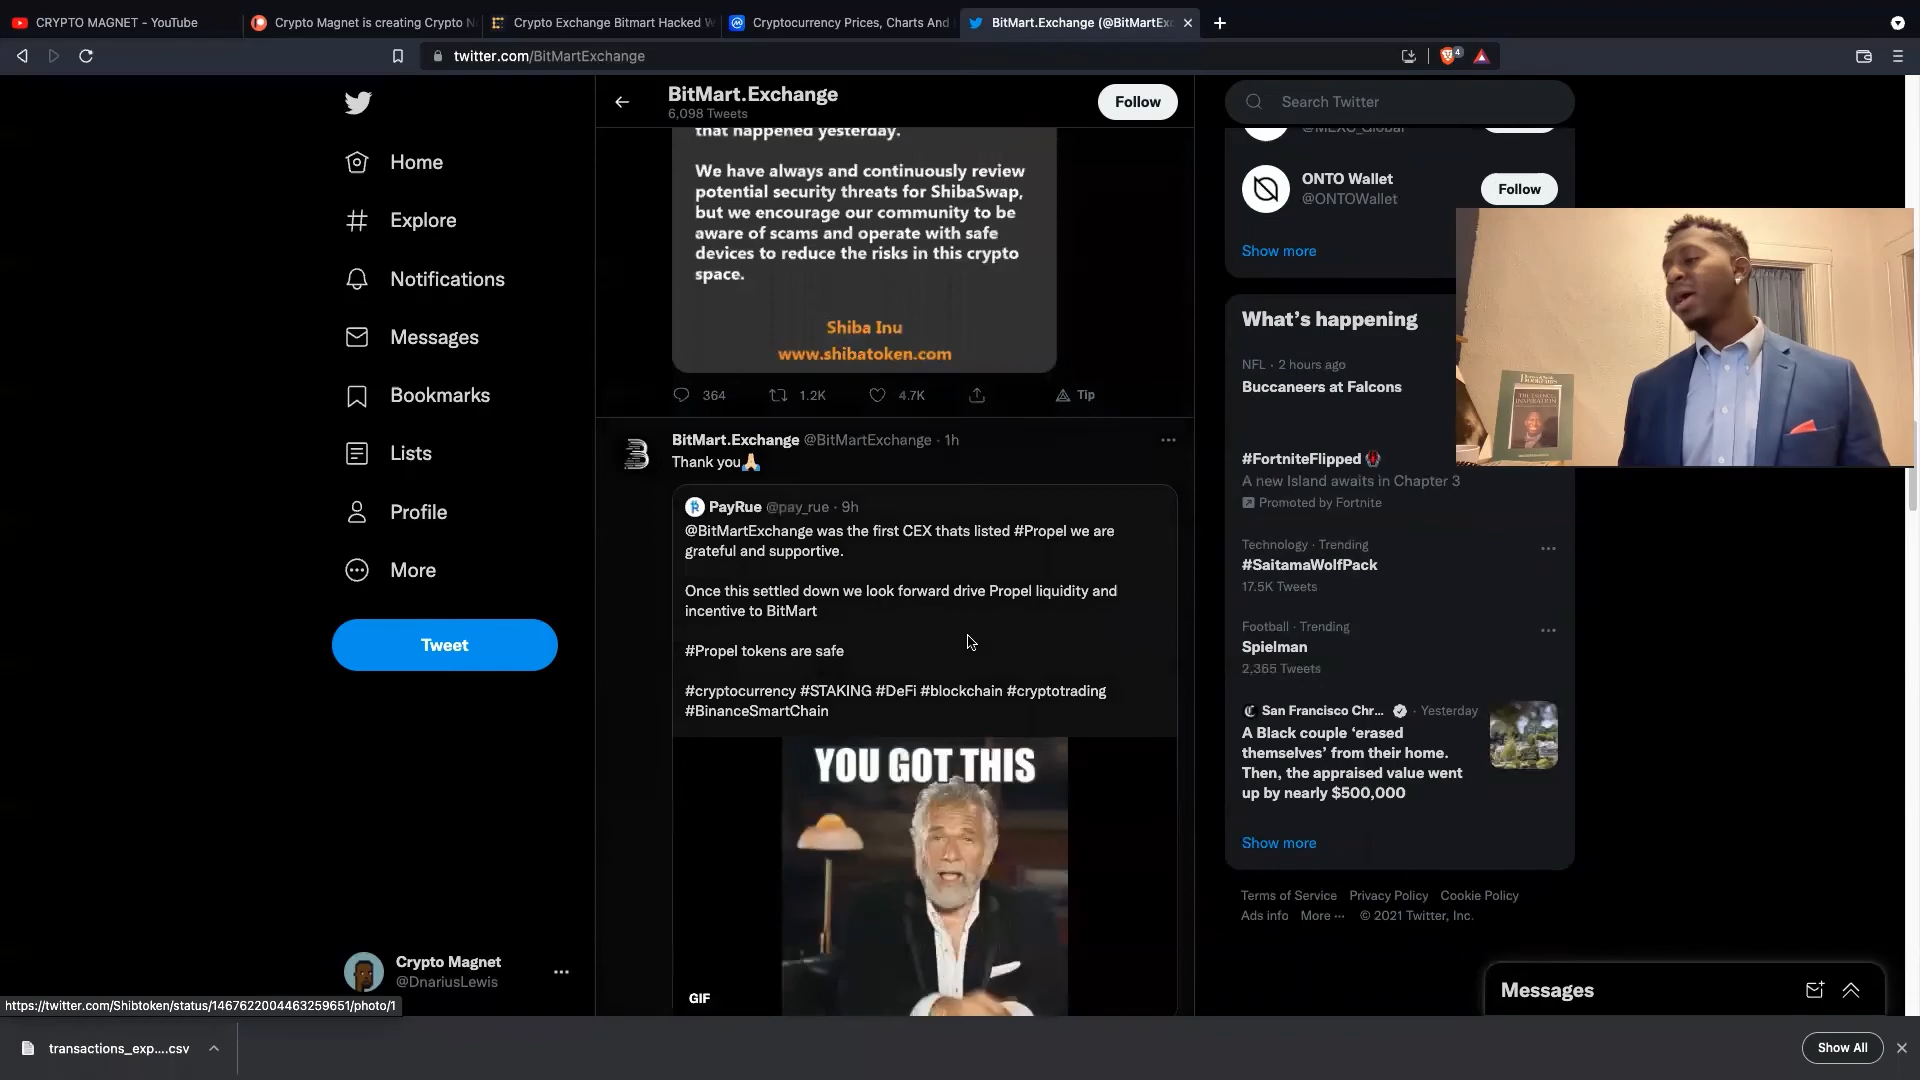 CRYPTO MAGNET - YouTube
Crypto Magnet is creating Crypto N
Crypto Exchange Bitmart Hacked W
Cryptocurrency Prices, Charts And
BitMart.Exchange (@BitMartExc
twitter.com/BitMartExchange
4
BitMart.Exchange
6,098 Tweets
Follow
Search Twitter
Home
Explore
Notifications
Messages
Bookmarks
Lists
Profile
More
Tweet
Crypto Magnet
@DnariusLewis
that happened yesterday.
We have always and continuously review
potential security threats for ShibaSwap,
but we encourage our community to be
aware of scams and operate with safe
devices to reduce the risks in this crypto
space.
Shiba Inu
www.shibatoken.com
364
1.2K
4.7K
Tip
BitMart.Exchange @BitMartExchange · 1h
Thank you🙏🏻
PayRue @pay_rue · 9h
@BitMartExchange was the first CEX thats listed #Propel we are
grateful and supportive.
Once this settled down we look forward drive Propel liquidity and
incentive to BitMart
#Propel tokens are safe
#cryptocurrency #STAKING #DeFi #blockchain #cryptotrading
#BinanceSmartChain
YOU GOT THIS
GIF
@MEXC_Global
ONTO Wallet
@ONTOWallet
Follow
Show more
What's happening
NFL · 2 hours ago
Buccaneers at Falcons
#FortniteFlipped
A new Island awaits in Chapter 3
Promoted by Fortnite
Technology · Trending
#SaitamaWolfPack
17.5K Tweets
Football · Trending
Spielman
2,365 Tweets
San Francisco Chr... · Yesterday
A Black couple 'erased
themselves' from their home.
Then, the appraised value went
up by nearly $500,000
Show more
Terms of Service Privacy Policy Cookie Policy
Ads info More ··· © 2021 Twitter, Inc.
Messages
https://twitter.com/Shibtoken/status/1467622004463259651/photo/1
transactions_exp....csv
Show All